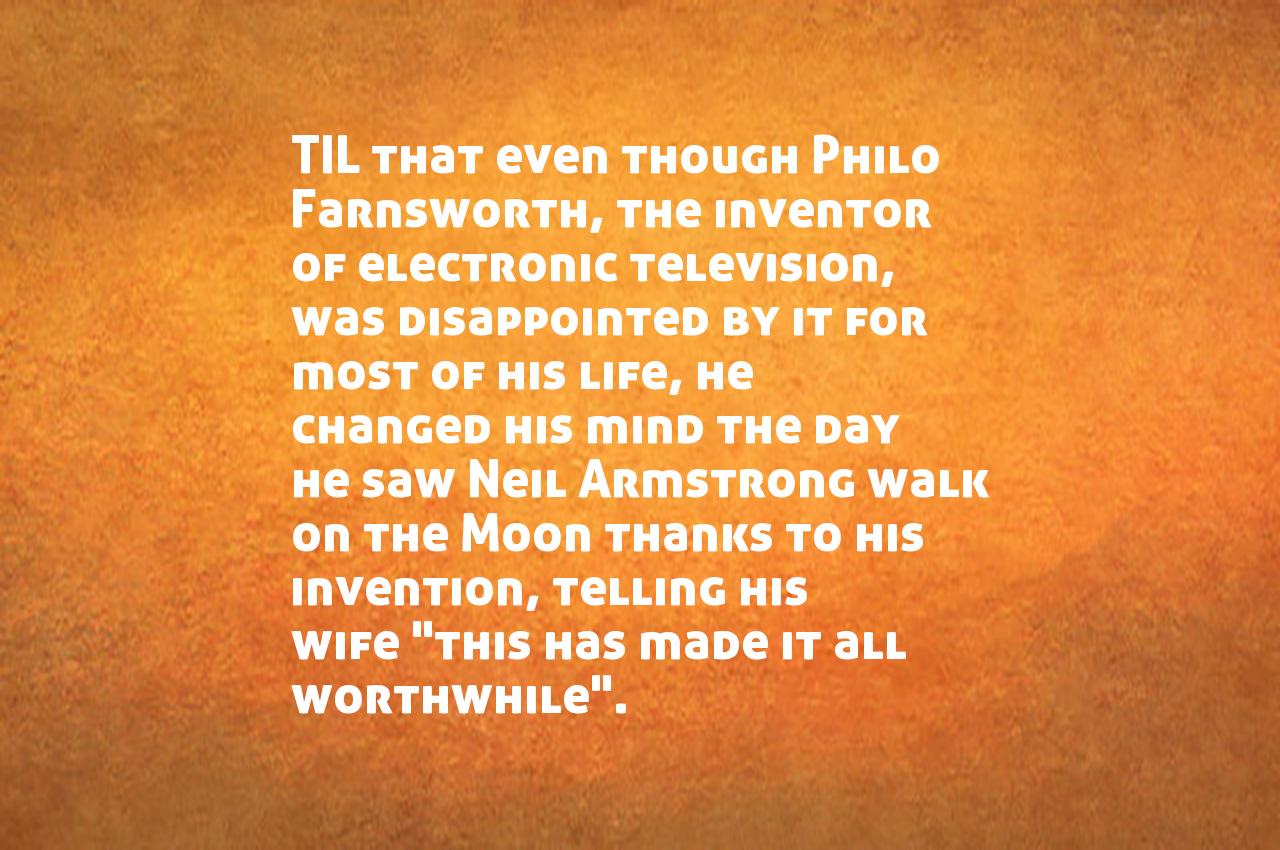 TIL that even though Philo
Farnsworth, the inventor
of electronic television,
was disappointed by it for
most of his life, he
changed his mind the day
he saw Neil Armstrong walk
on the Moon thanks to his
invention, telling his
wife "this has made it all
worthwhile".